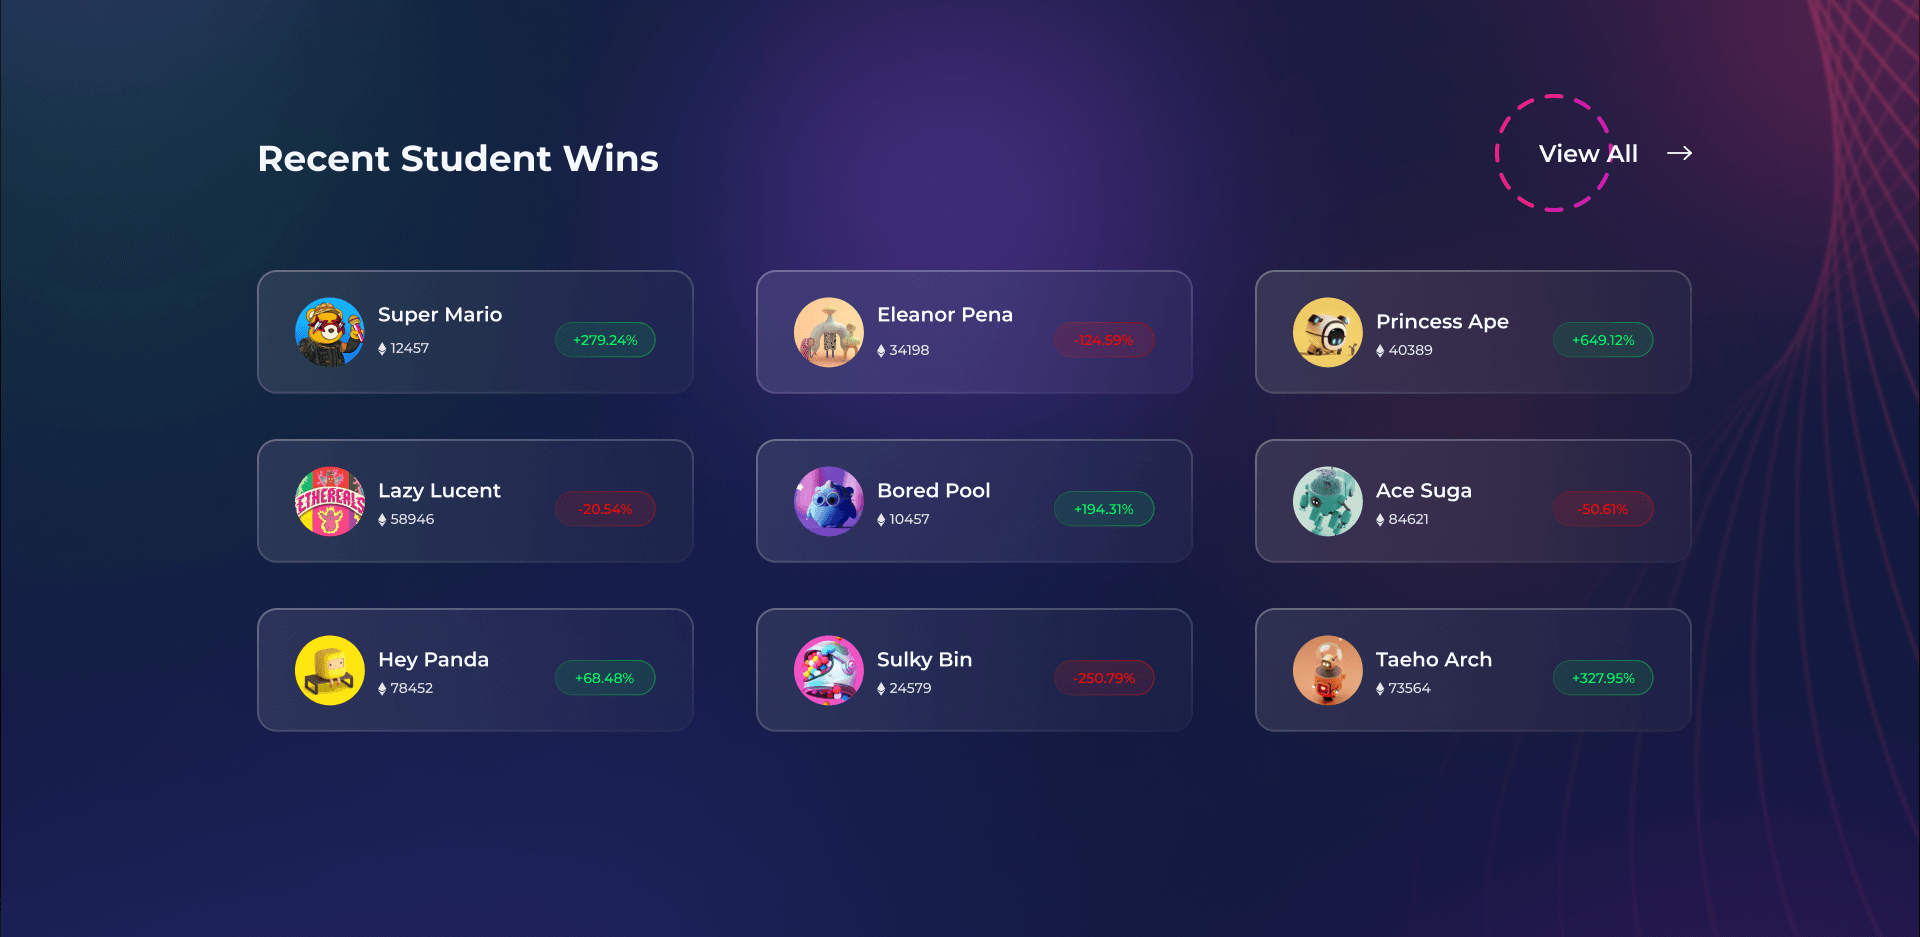 Recent Student Wins
View All
Super Mario
12457
+279.24%
Eleanor Pena
34198
-124.59%
Princess Ape
40389
+649.12%
ETHEREALS
Lazy Lucent
58946
-20.54%
Bored Pool
10457
+194.31%
Ace Suga
84621
-50.61%
Hey Panda
78452
+68.48%
Sulky Bin
24579
-250.79%
Taeho Arch
73564
+327.95%